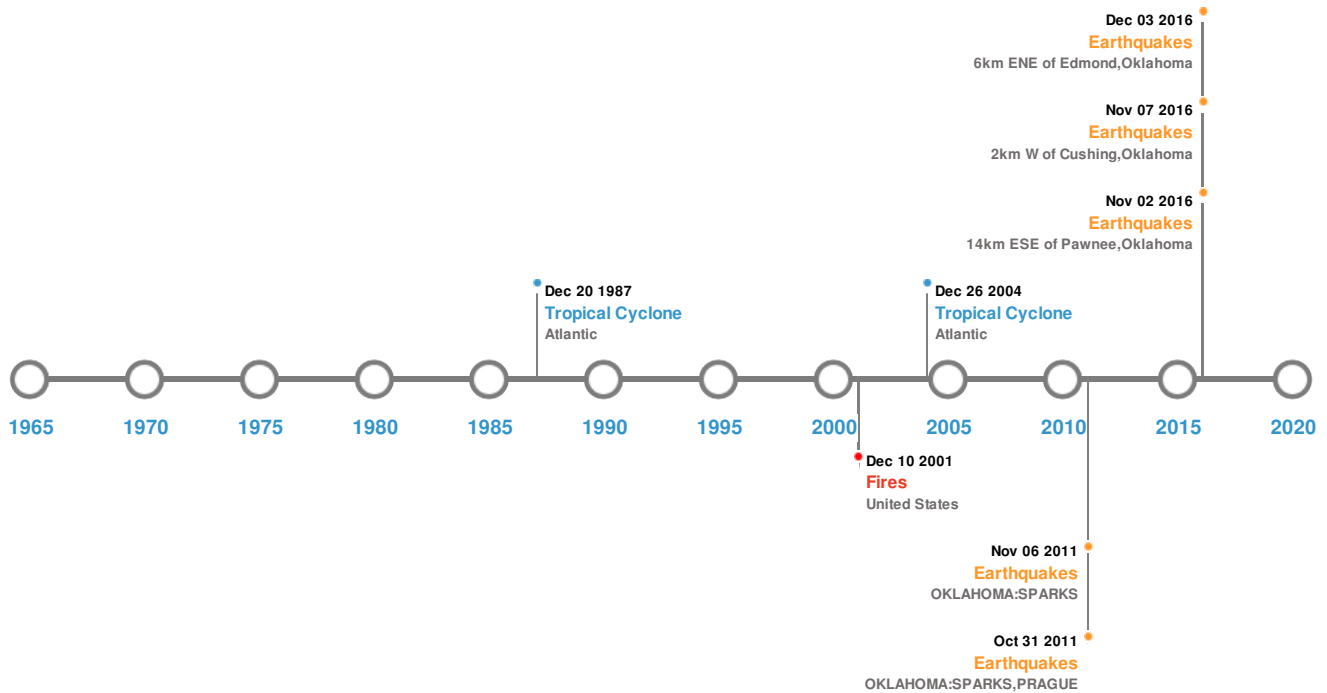 Dec 03 2016
Earthquakes
6km ENE of Edmond,Oklahoma
Nov 07 2016
Earthquakes
2km W of Cushing,Oklahoma
Nov 02 2016
Earthquakes
14km ESE of Pawnee,Oklahoma
Dec 20 1987
Tropical Cyclone
Atlantic
Dec 26 2004
Tropical Cyclone
Atlantic
1965 1970 1975 1980 1985 1990 1995 2000 2005 2010 2015 2020
Dec 10 2001
Fires
United States
Nov 06 2011
Earthquakes
OKLAHOMA:SPARKS
Oct 31 2011
Earthquakes
OKLAHOMA:SPARKS,PRAGUE